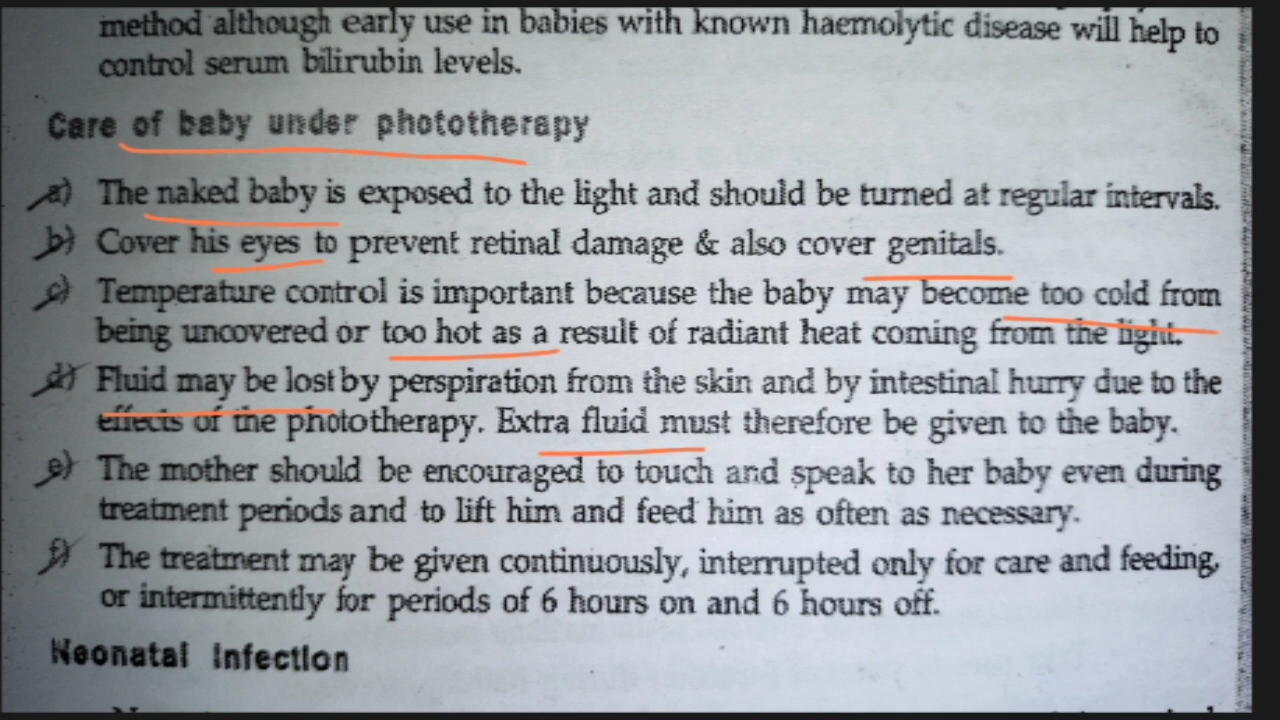 method although early use in babies with known haemolytic disease will help to
control serum bilirubin levels.
Care of baby under phototherapy
a) The naked baby is exposed to the light and should be turned at regular intervals.
b) Cover his eyes to prevent retinal damage & also cover genitals.
c) Temperature control is important because the baby may become too cold from
being uncovered or too hot as a result of radiant heat coming from the light.
d) Fluid may be lost by perspiration from the skin and by intestinal hurry due to the
effects of the phototherapy. Extra fluid must therefore be given to the baby.
e) The mother should be encouraged to touch and speak to her baby even during
treatment periods and to lift him and feed him as often as necessary.
f) The treatment may be given continuously, interrupted only for care and feeding,
or intermittently for periods of 6 hours on and 6 hours off.
Neonatal Infection